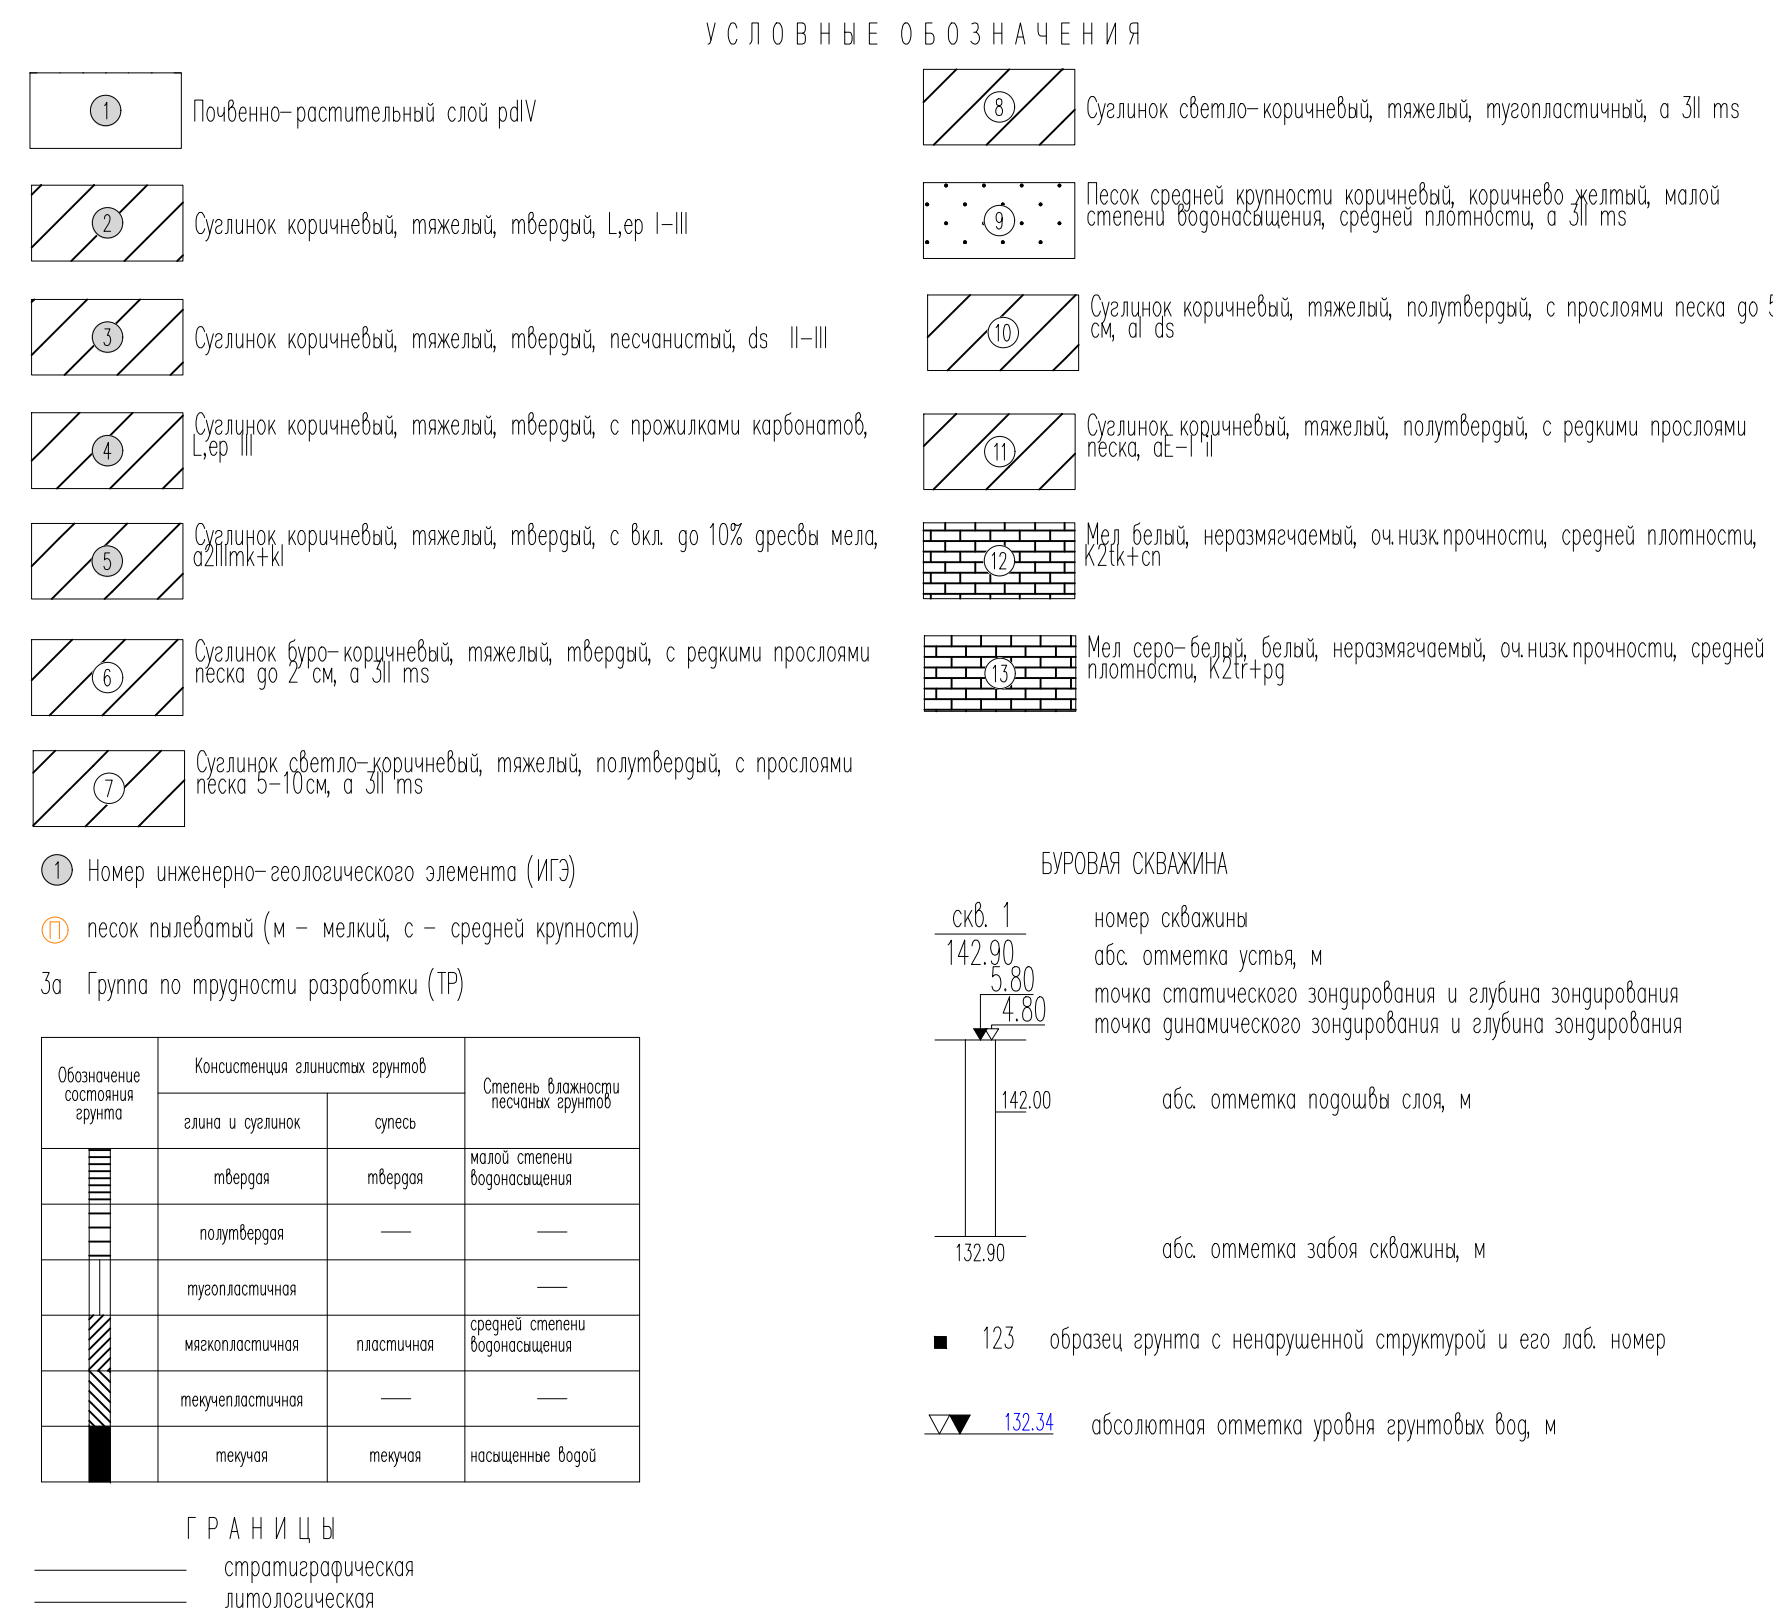 УСЛОВНЫЕ ОБОЗНАЧЕНИЯ
1
Почвенно-растительный слой pdIV
2
Суглинок коричневый, тяжелый, твердый, L,ер I-III
3
Суглинок коричневый, тяжелый, твердый, песчанистый, ds II-III
4
Суглинок коричневый, тяжелый, твердый, с прожилками карбонатов,
L,ер III
5
Суглинок коричневый, тяжелый, твердый, с вкл. до 10% дресвы мела,
a2IIImk+kl
6
Суглинок буро-коричневый, тяжелый, твердый, с редкими прослоями
песка до 2 см, а 3II ms
7
Суглинок светло-коричневый, тяжелый, полутвердый, с прослоями
песка 5-10см, а 3II ms
8
Суглинок светло-коричневый, тяжелый, тугопластичный, а 3II ms
9
Песок средней крупности коричневый, коричнево желтый, малой
степени водонасыщения, средней плотности, а 3II ms
10
Суглинок коричневый, тяжелый, полутвердый, с прослоями песка до 5
см, aI ds
11
Суглинок коричневый, тяжелый, полутвердый, с редкими прослоями
песка, aE-I il
12
Мел белый, неразмягчаемый, оч.низк.прочности, средней плотности,
K2tk+cn
13
Мел серо-белый, белый, неразмягчаемый, оч.низк.прочности, средней
плотности, K2tr+pg
1 Номер инженерно-геологического элемента (ИГЭ)
П песок пылеватый (м - мелкий, с - средней крупности)
3а Группа по трудности разработки (ТР)
Обозначение
состояния
грунта
Консистенция глинистых грунтов
глина и суглинок
супесь
Степень влажности
песчаных грунтов
твердая
твердая
малой степени
водонасыщения
полутвердая
—
—
тугопластичная
—
мягкопластичная
пластичная
средней степени
водонасыщения
текучепластичная
—
—
текучая
текучая
насыщенные водой
ГРАНИЦЫ
стратиграфическая
литологическая
БУРОВАЯ СКВАЖИНА
скв. 1 номер скважины
142.90 абс. отметка устья, м
5.80 точка статического зондирования и глубина зондирования
4.80 точка динамического зондирования и глубина зондирования
142.00 абс. отметка подошвы слоя, м
132.90 абс. отметка забоя скважины, м
123 образец грунта с ненарушенной структурой и его лаб. номер
132.34 абсолютная отметка уровня грунтовых вод, м